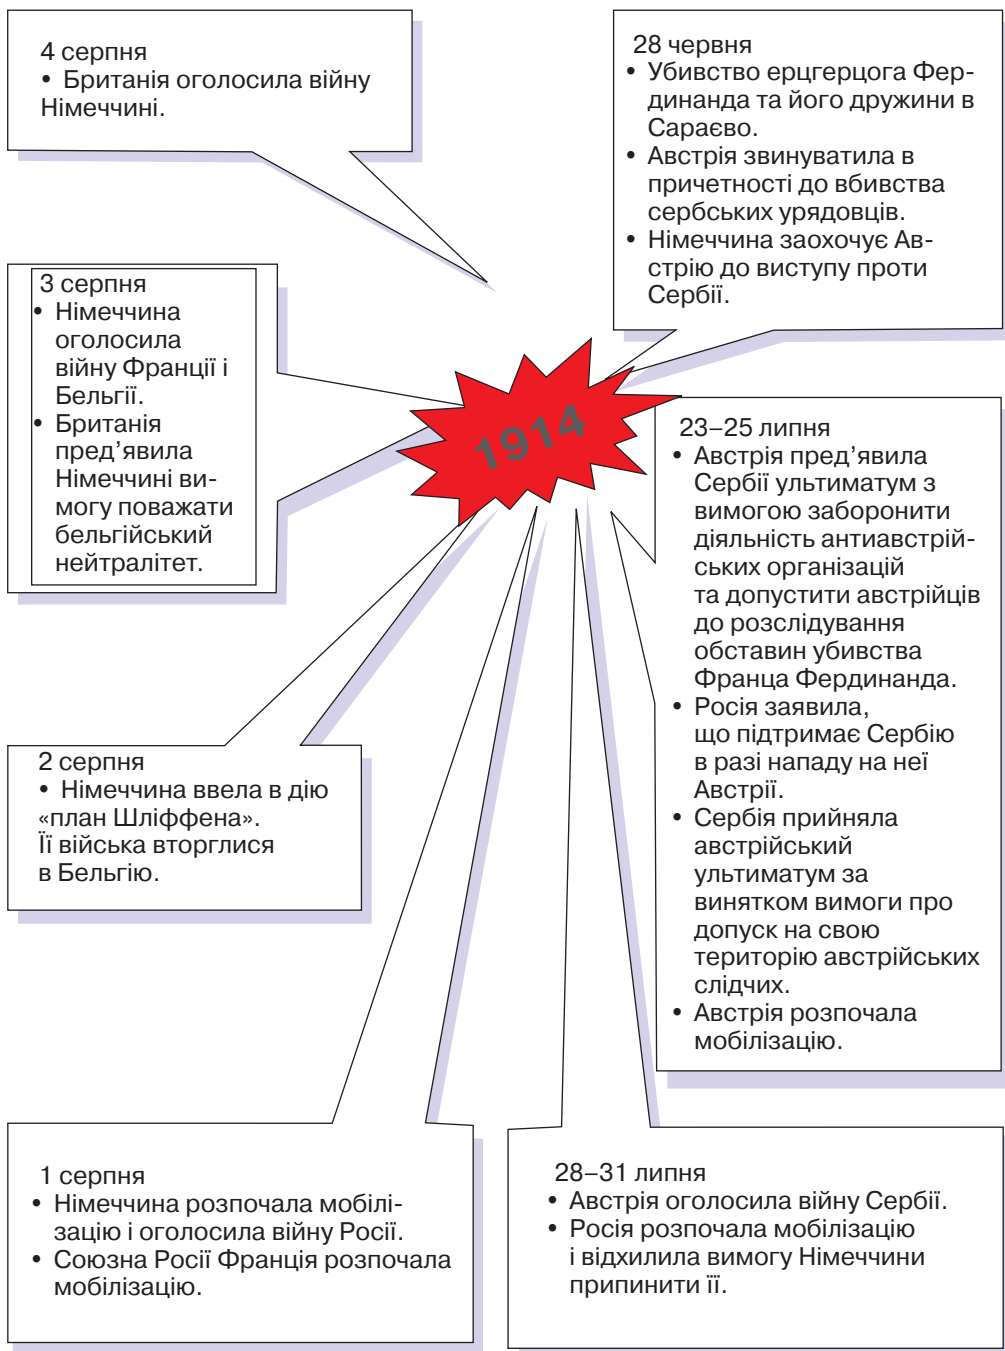 4 серпня
• Британія оголосила війну
Німеччині.
28 червня
• Убивство ерцгерцога Фер-
динанда та його дружини в
Сараєво.
• Австрія звинуватила в
причетності до вбивства
сербських урядовців.
• Німеччина заохочує Ав-
стрію до виступу проти
Сербії.
3 серпня
• Німеччина
оголосила
війну Франції і
Бельгії.
• Британія
пред’явила
Німеччині ви-
могу поважати
бельгійський
нейтралітет.
1914
23–25 липня
• Австрія пред’явила
Сербії ультиматум з
вимогою заборонити
діяльність антиавстрій-
ських організацій
та допустити австрійців
до розслідування
обставин убивства
Франца Фердинанда.
• Росія заявила,
що підтримає Сербію
в разі нападу на неї
Австрії.
• Сербія прийняла
австрійський
ультиматум за
винятком вимоги про
допуск на свою
територію австрійських
слідчих.
• Австрія розпочала
мобілізацію.
2 серпня
• Німеччина ввела в дію
«план Шліффена».
Її війська вторглися
в Бельгію.
1 серпня
• Німеччина розпочала мобілі-
зацію і оголосила війну Росії.
• Союзна Росії Франція розпочала
мобілізацію.
28–31 липня
• Австрія оголосила війну Сербії.
• Росія розпочала мобілізацію
і відхилила вимогу Німеччини
припинити її.